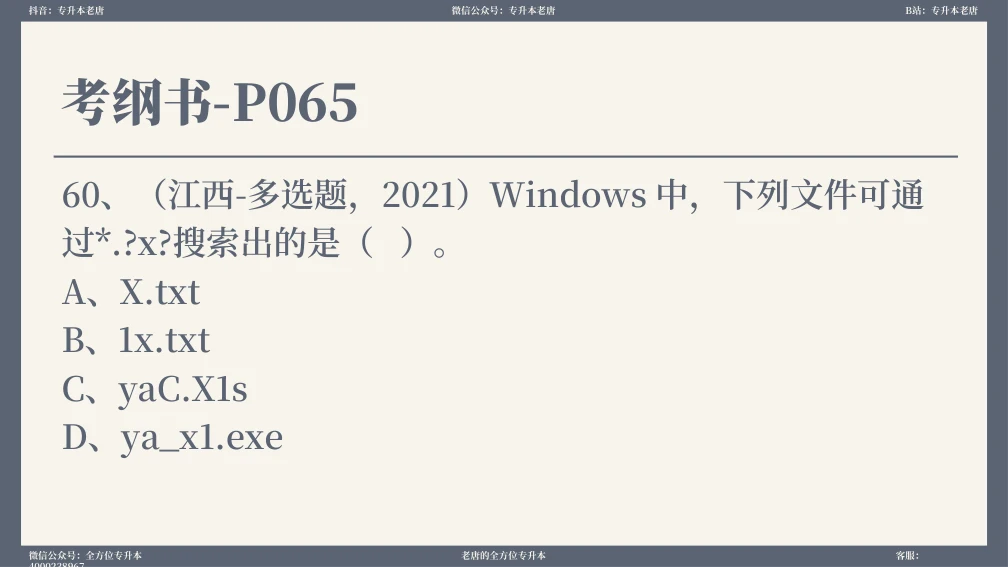 抖音：专升本老唐
微信公众号：专升本老唐
B站：专升本老唐
考纲书-P065
60、（江西-多选题，2021）Windows 中，下列文件可通
过*.?x?搜索出的是（  ）。
A、X.txt
B、1x.txt
C、yaC.X1s
D、ya_x1.exe
微信公众号：全方位专升本
老唐的全方位专升本
客服：